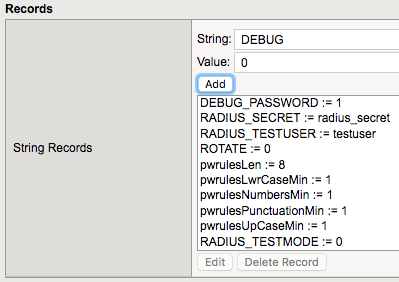 Records
String Records
String: DEBUG
Value: 0
Add
DEBUG_PASSWORD := 1
RADIUS_SECRET := radius_secret
RADIUS_TESTUSER := testuser
ROTATE := 0
pwrulesLen := 8
pwrulesLwrCaseMin := 1
pwrulesNumbersMin := 1
pwrulesPunctuationMin := 1
pwrulesUpCaseMin := 1
RADIUS_TESTMODE := 0
Edit Delete Record